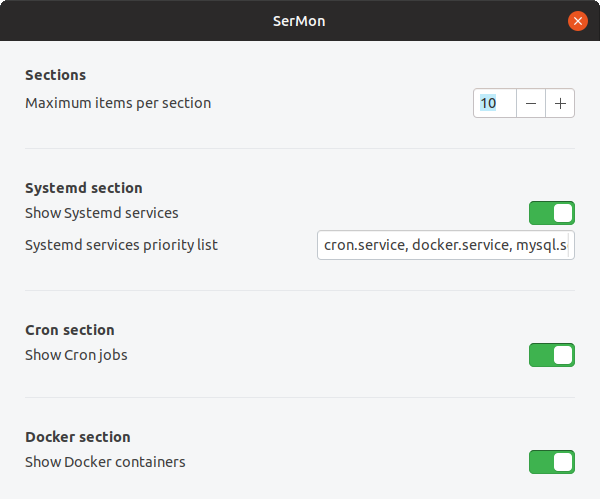 SerMon
Sections
Maximum items per section
10
Systemd section
Show Systemd services
Systemd services priority list
cron.service, docker.service, mysql.s
Cron section
Show Cron jobs
Docker section
Show Docker containers